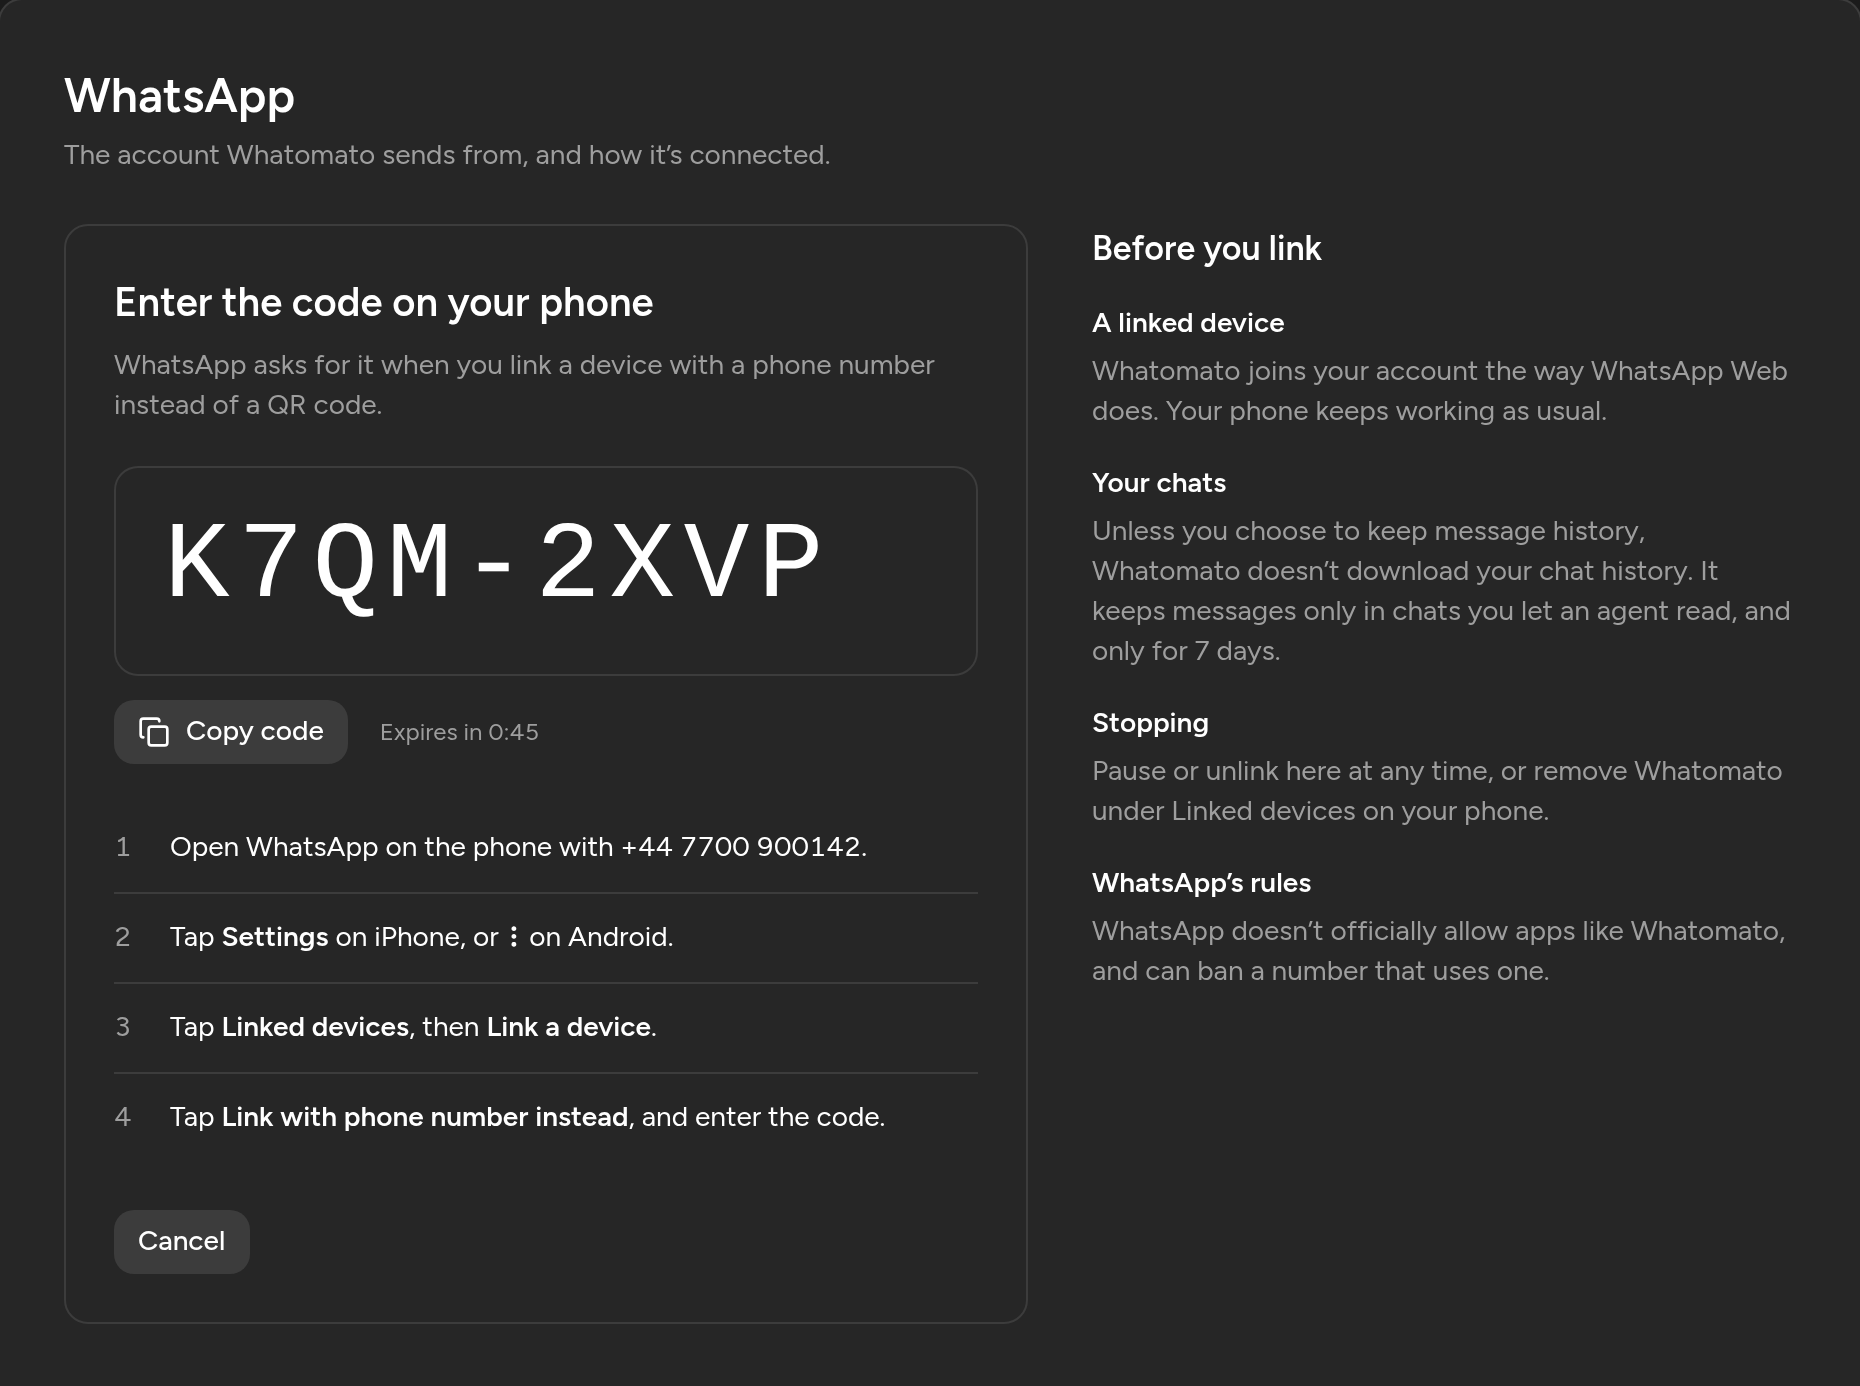 WhatsApp
The account Whatomato sends from, and how it’s connected.
Enter the code on your phone
WhatsApp asks for it when you link a device with a phone number
instead of a QR code.
K7QM-2XVP
Copy code
Expires in 0:45
1 Open WhatsApp on the phone with +44 7700 900142.
2 Tap Settings on iPhone, or ⋮ on Android.
3 Tap Linked devices, then Link a device.
4 Tap Link with phone number instead, and enter the code.
Cancel
Before you link
A linked device
Whatomato joins your account the way WhatsApp Web
does. Your phone keeps working as usual.
Your chats
Unless you choose to keep message history,
Whatomato doesn’t download your chat history. It
keeps messages only in chats you let an agent read, and
only for 7 days.
Stopping
Pause or unlink here at any time, or remove Whatomato
under Linked devices on your phone.
WhatsApp’s rules
WhatsApp doesn’t officially allow apps like Whatomato,
and can ban a number that uses one.